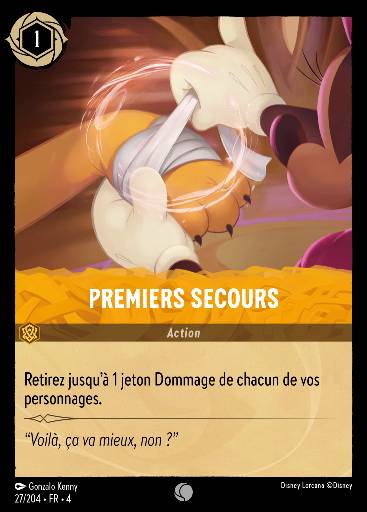 1
PREMIERS SECOURS
Action
Retirez jusqu'à 1 jeton Dommage de chacun de vos
personnages.
“Voilà, ça va mieux, non ?”
Gonzalo Kenny
Disney Lorcana ©Disney
27/204 • FR • 4